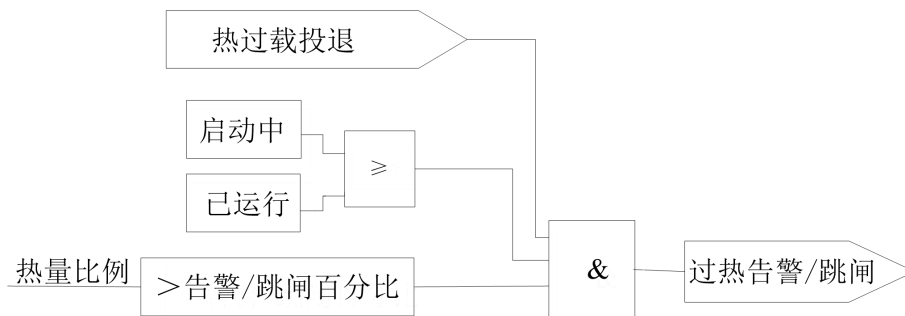 热过载投退
启动中
≥
已运行
热量比例
＞告警/跳闸百分比
&
过热告警/跳闸